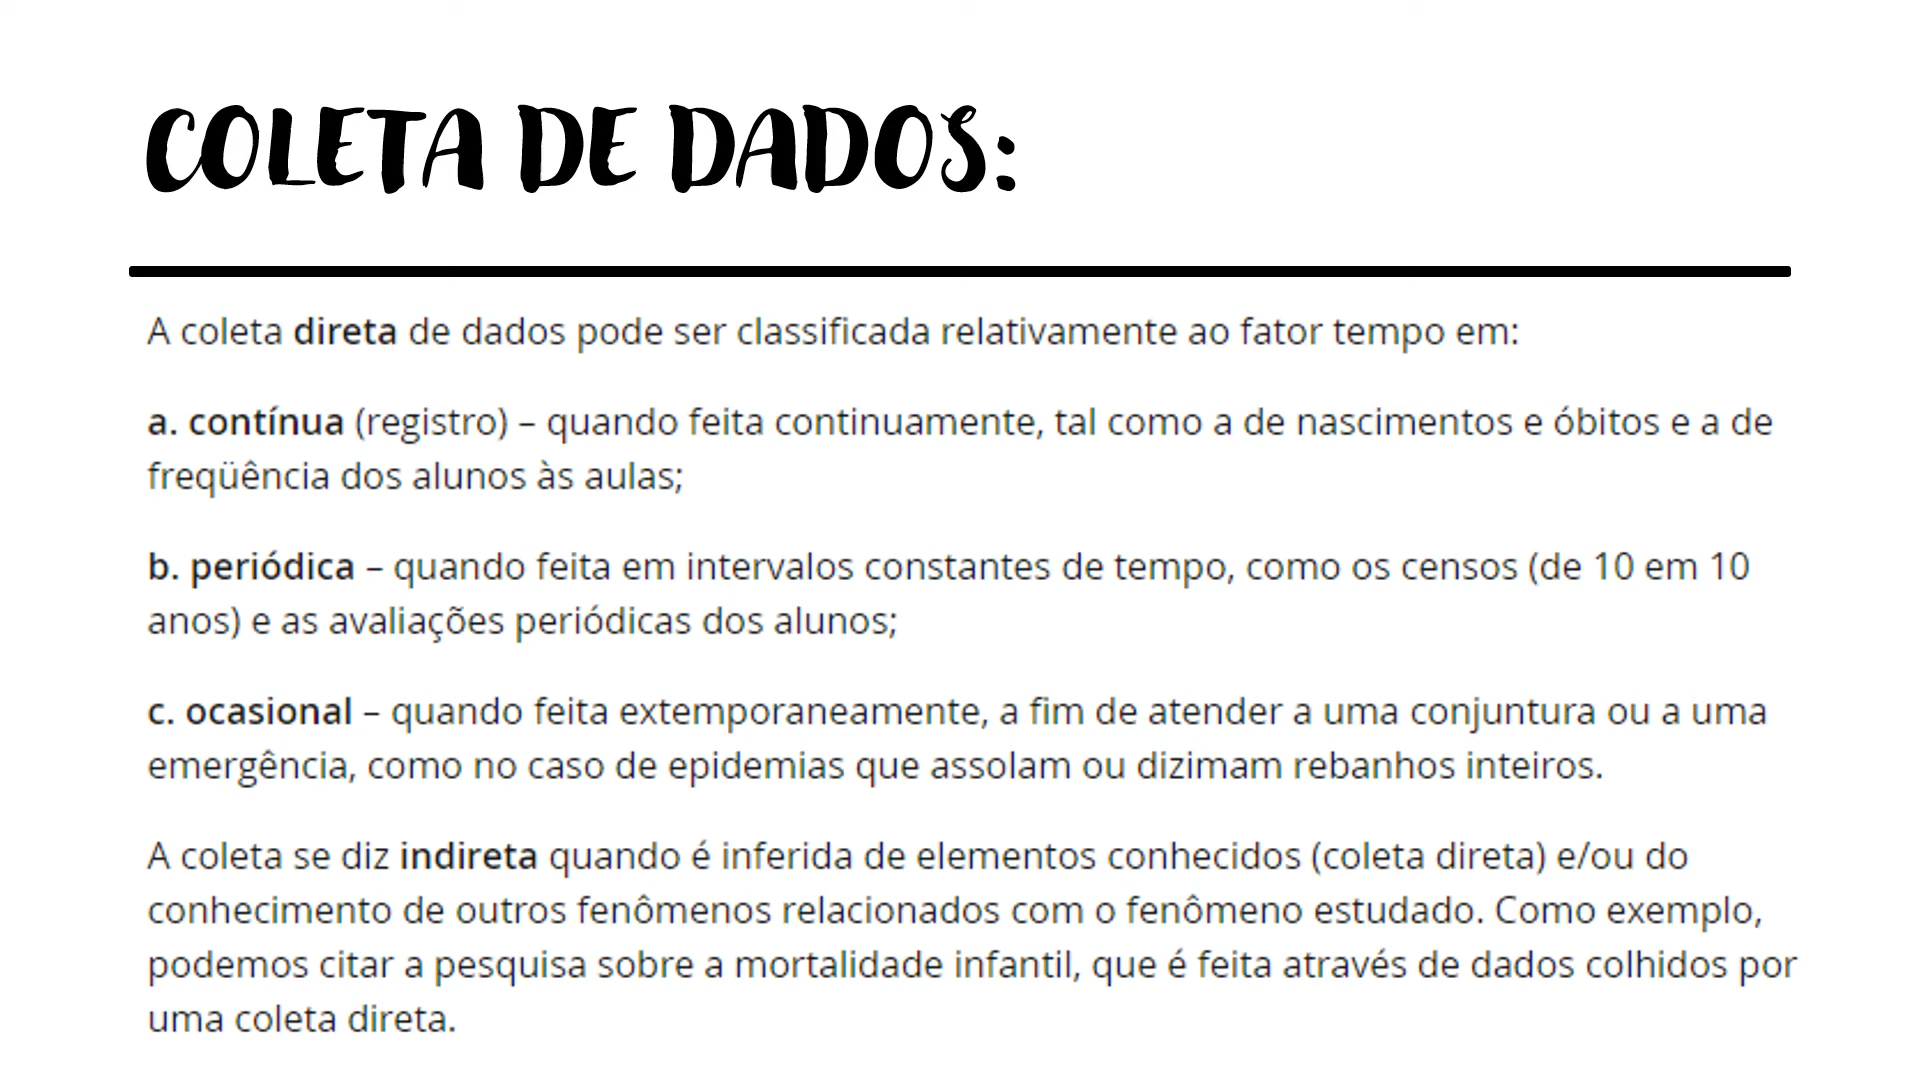 COLETA DE DADOS:
A coleta direta de dados pode ser classificada relativamente ao fator tempo em:
a. contínua (registro) – quando feita continuamente, tal como a de nascimentos e óbitos e a de
freqüência dos alunos às aulas;
b. periódica – quando feita em intervalos constantes de tempo, como os censos (de 10 em 10
anos) e as avaliações periódicas dos alunos;
c. ocasional – quando feita extemporaneamente, a fim de atender a uma conjuntura ou a uma
emergência, como no caso de epidemias que assolam ou dizimam rebanhos inteiros.
A coleta se diz indireta quando é inferida de elementos conhecidos (coleta direta) e/ou do
conhecimento de outros fenômenos relacionados com o fenômeno estudado. Como exemplo,
podemos citar a pesquisa sobre a mortalidade infantil, que é feita através de dados colhidos por
uma coleta direta.